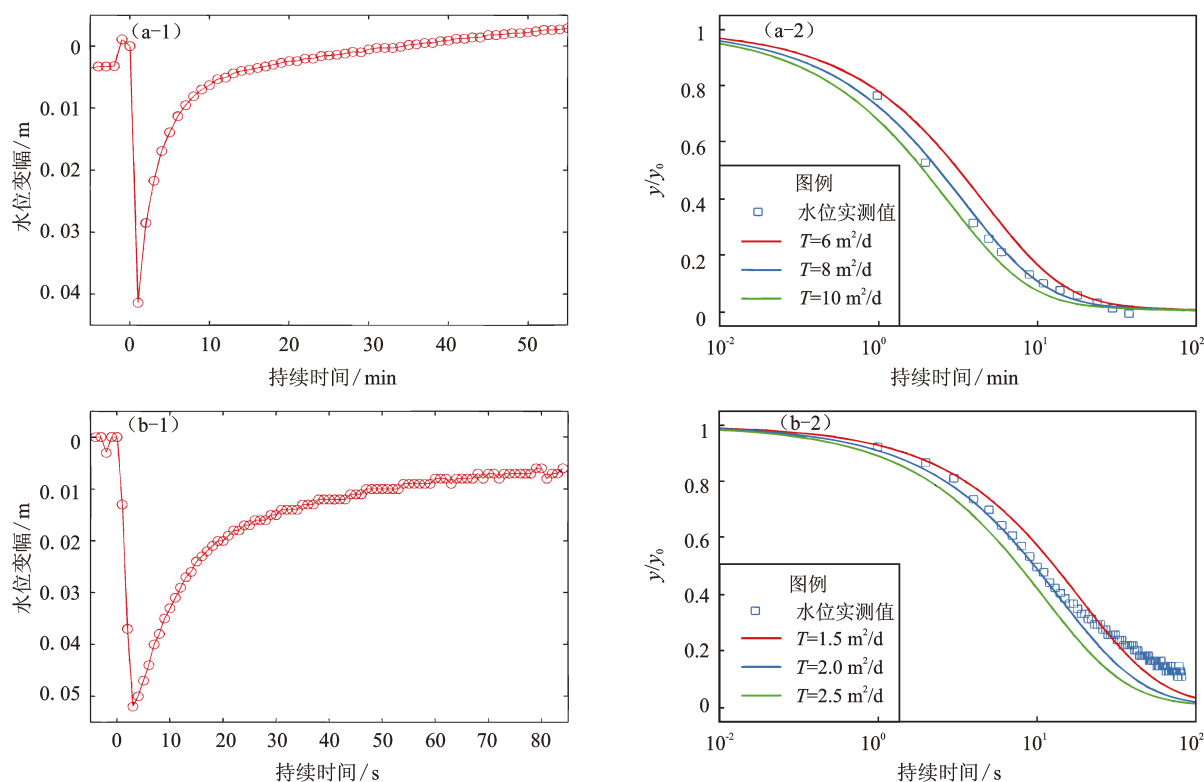 (a-1)
0
0.01
0.02
0.03
0.04
水位变幅/m
0 10 20 30 40 50
持续时间/min
(a-2)
1
0.8
0.6
0.4
0.2
0
y/y₀
图例
水位实测值
T=6 m²/d
T=8 m²/d
T=10 m²/d
10⁻² 10⁰ 10¹ 10²
持续时间/min
(b-1)
0
0.01
0.02
0.03
0.04
0.05
水位变幅/m
0 10 20 30 40 50 60 70 80
持续时间/s
(b-2)
1
0.8
0.6
0.4
0.2
0
y/y₀
图例
水位实测值
T=1.5 m²/d
T=2.0 m²/d
T=2.5 m²/d
10⁻² 10⁰ 10¹ 10²
持续时间/s